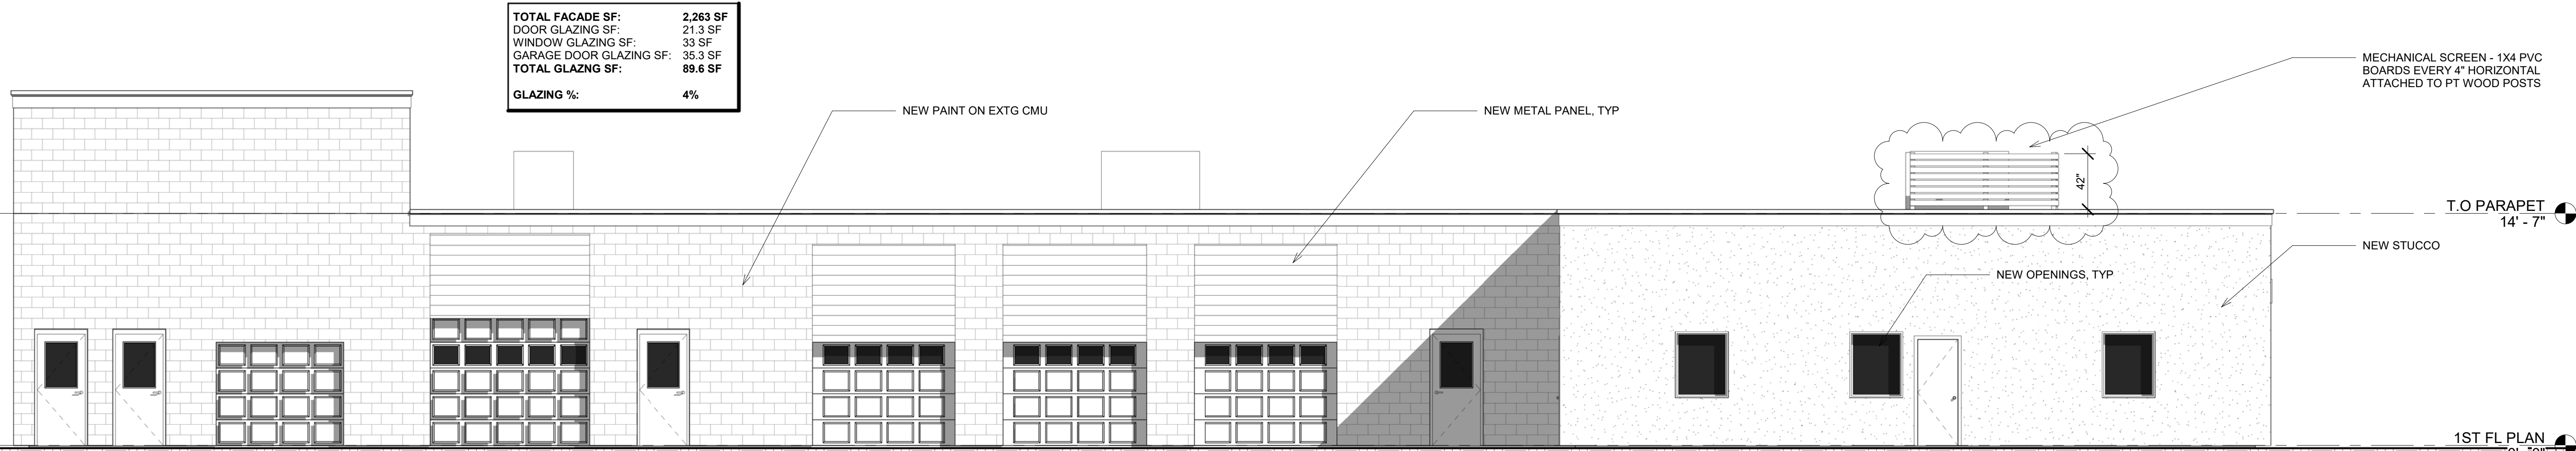 TOTAL FACADE SF: 2,263 SF
DOOR GLAZING SF: 21.3 SF
WINDOW GLAZING SF: 33 SF
GARAGE DOOR GLAZING SF: 35.3 SF
TOTAL GLAZNG SF: 89.6 SF
GLAZING %: 4%
MECHANICAL SCREEN - 1X4 PVC
BOARDS EVERY 4" HORIZONTAL
ATTACHED TO PT WOOD POSTS
NEW PAINT ON EXTG CMU
NEW METAL PANEL, TYP
42"
T.O PARAPET
14' - 7"
NEW STUCCO
NEW OPENINGS, TYP
1ST FL PLAN